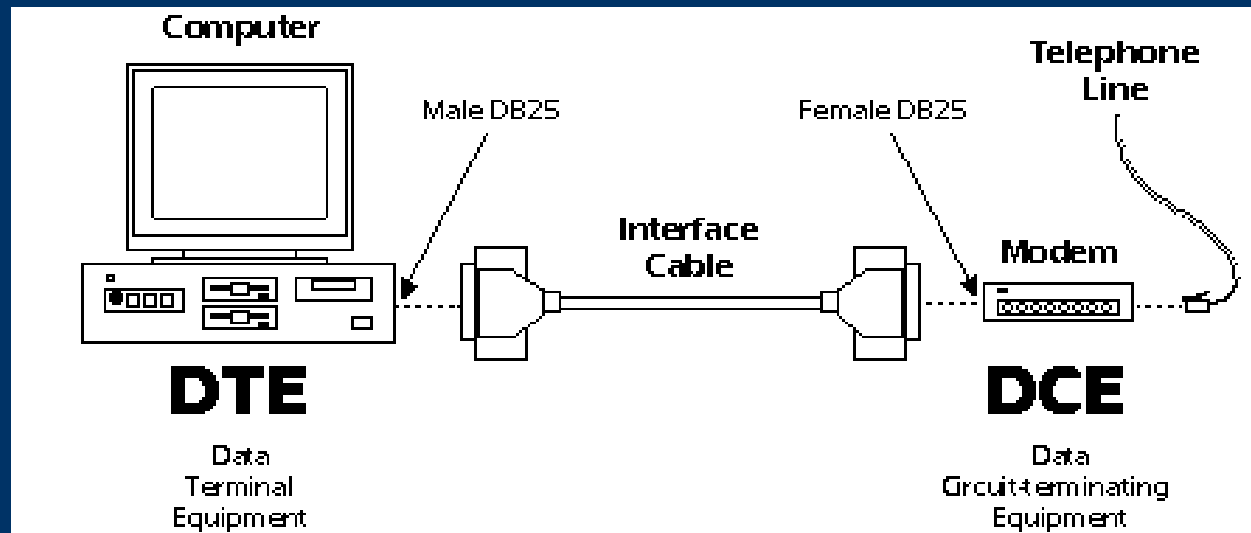 Computer
Telephone
Line
Male DB25
Female DB25
Interface
Cable
Modem
DTE
DCE
Data
Terminal
Equipment
Data
Circuit-terminating
Equipment